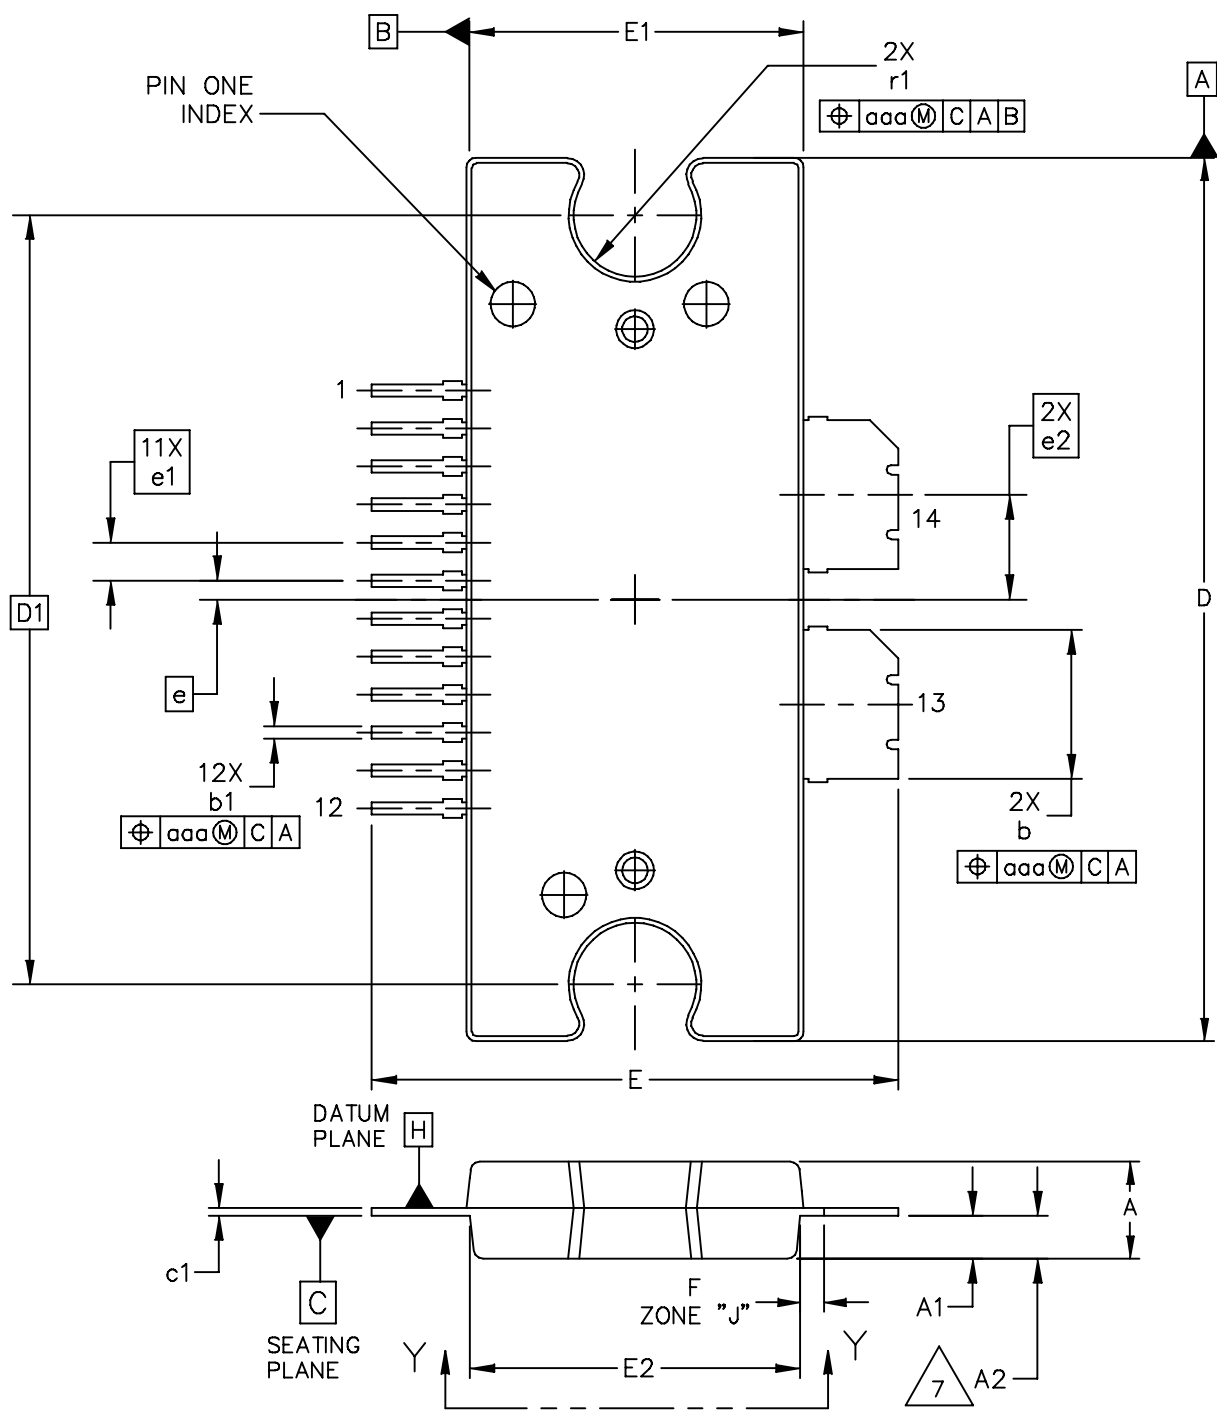 B
E1
2X
r1
⌖ aaa Ⓜ C A B
A
PIN ONE
INDEX
1
11X
e1
2X
e2
14
D1
D
e
13
12X
b1
⌖ aaa Ⓜ C A
12
2X
b
⌖ aaa Ⓜ C A
E
DATUM
PLANE
H
A
c1
C
SEATING
PLANE
F
ZONE "J"
A1
Y
Y
E2
7
A2